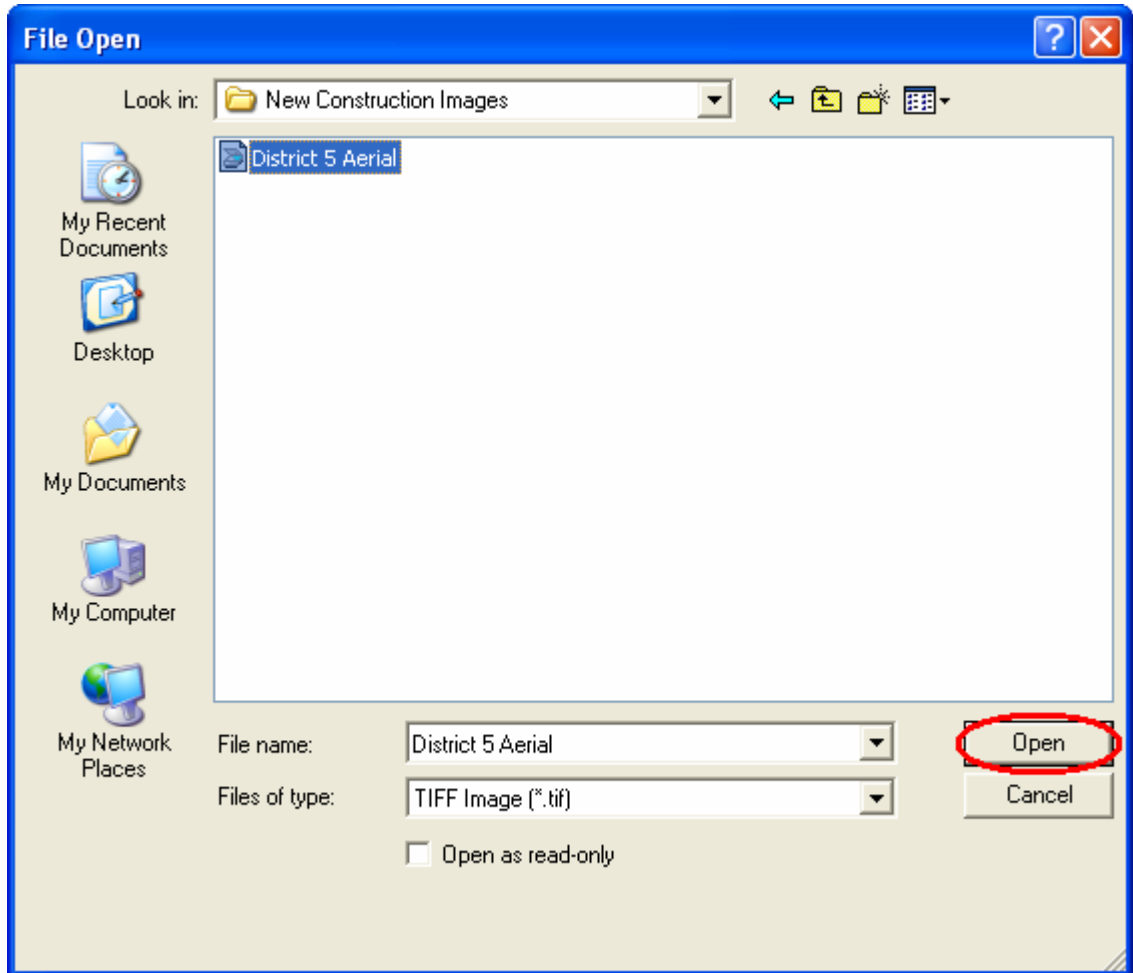 File Open
Look in: New Construction Images
District 5 Aerial
My Recent
Documents
Desktop
My Documents
My Computer
My Network
Places
File name: District 5 Aerial Open
Files of type: TIFF Image (*.tif) Cancel
Open as read-only